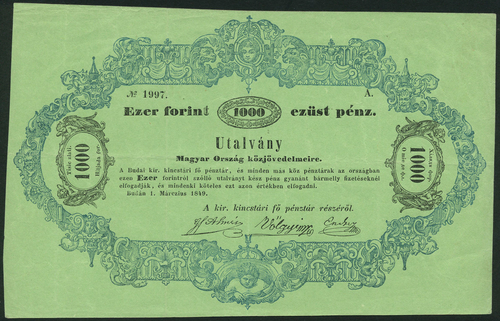 № 1997. A.
Ezer forint 1000 ezüst pénz.
Utalvány
Magyar Ország közjövedelmeire.
A Budai kir. kincstári fő pénztár, és minden más köz pénztárak az országban
ezen Ezer forintról szólló utalványt kész pénz gyanánt bármelly fizetéseknél
elfogadják, és mindenki köteles ezt azon értékben elfogadni.
Budán 1. Márczius 1849.
A kir. kincstári fő pénztár részéről.
Völgyi
1000
1000